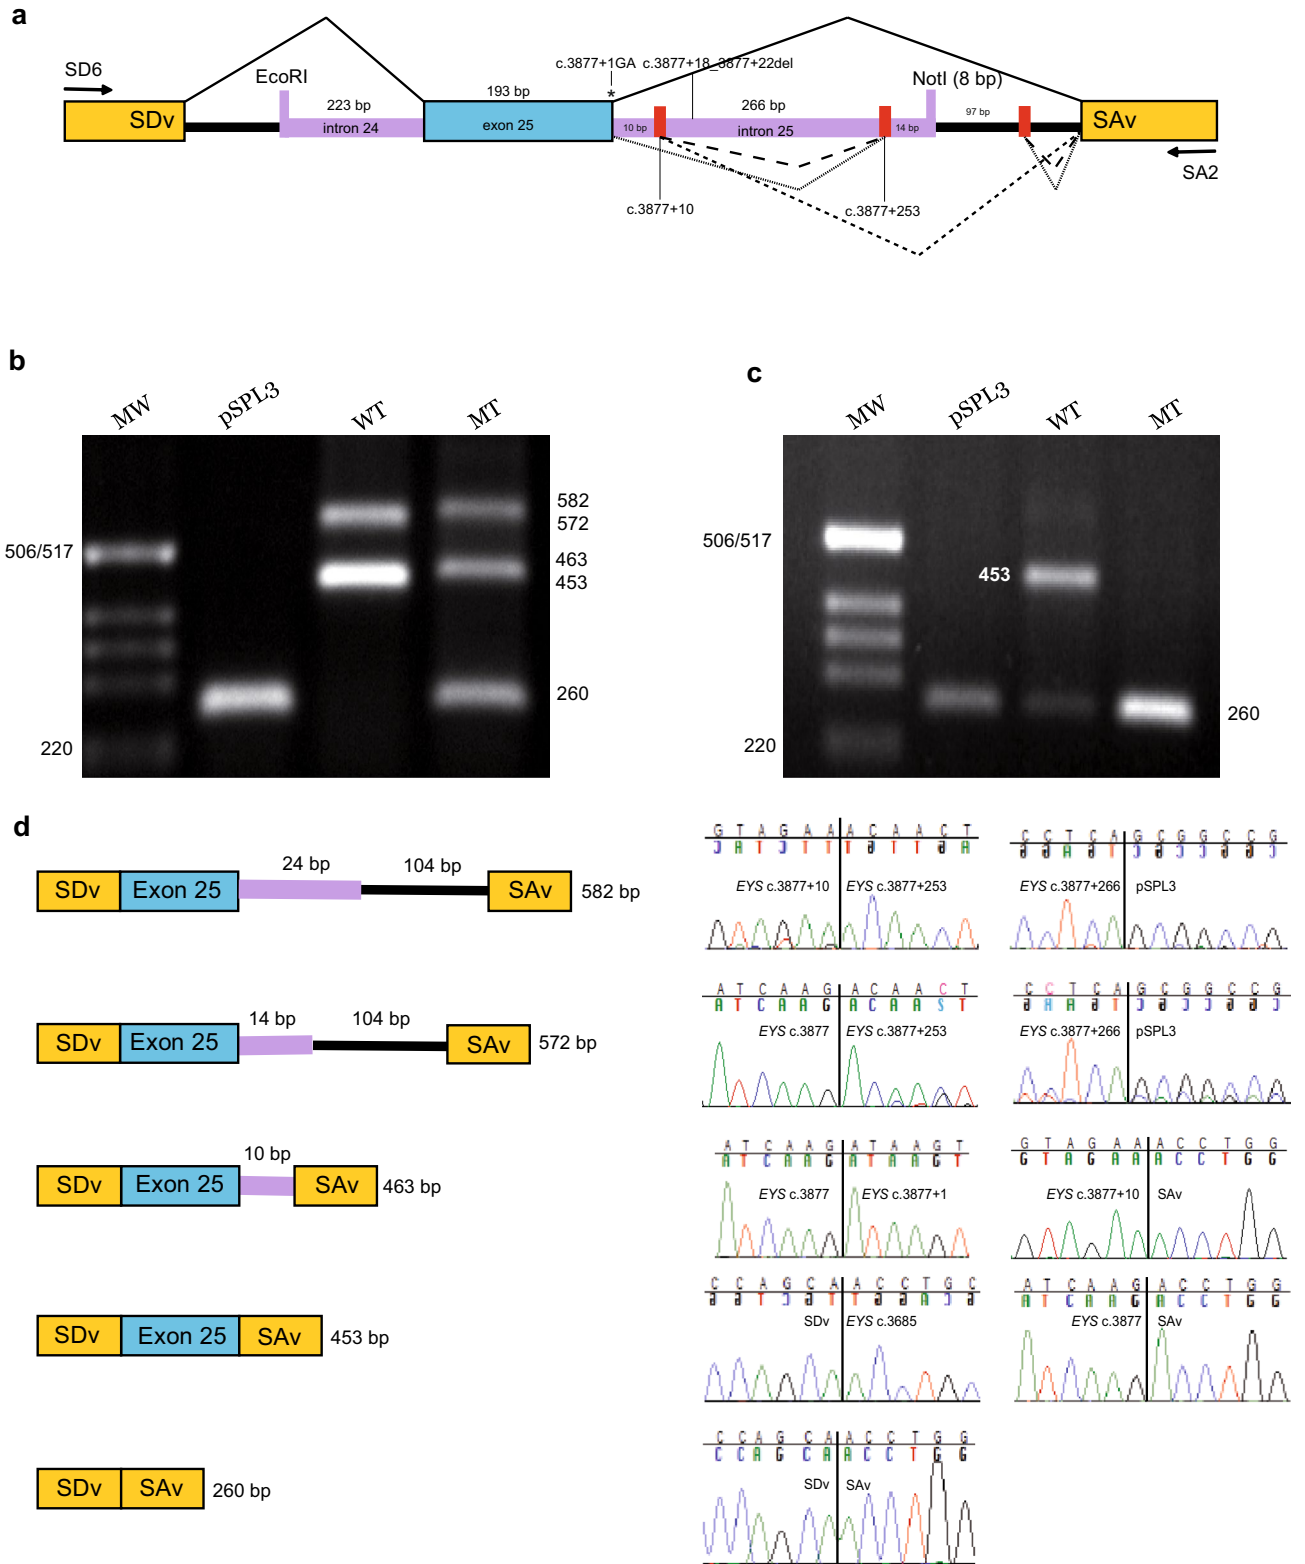 a
c.3877+1GA c.3877+18_3877+22del
SD6
EcoRI
NotI (8 bp)
193 bp
*
SDv
223 bp
intron 24
exon 25
10 bp
266 bp
intron 25
14 bp
97 bp
SAv
SA2
c.3877+10
c.3877+253
b
MW
pSPL3
WT
MT
506/517
220
582
572
463
453
260
c
MW
pSPL3
WT
MT
506/517
453
220
260
d
SDv Exon 25 24 bp 104 bp SAv 582 bp
G T A G A A A C A A C T
EYS c.3877+10 EYS c.3877+253
C C T C A G C G G C C G
EYS c.3877+266 pSPL3
SDv Exon 25 14 bp 104 bp SAv 572 bp
A T C A A G A C A A C T
A T C A A G A C A A S T
EYS c.3877 EYS c.3877+253
C C T C A G C G G C C G
EYS c.3877+266 pSPL3
SDv Exon 25 10 bp SAv 463 bp
A T C A A G A T A A G T
A T C A A G A T A A G T
EYS c.3877 EYS c.3877+1
G T A G A A A C C T G G
G T A G A A A C C T G G
EYS c.3877+10 SAv
SDv Exon 25 SAv 453 bp
C C A G C A A C C T G C
SDv EYS c.3685
A T C A A G A C C T G G
A T C A A G A C C T G G
EYS c.3877 SAv
SDv SAv 260 bp
C C A G C A A C C T G G
C C A G C A A C C T G G
SDv SAv